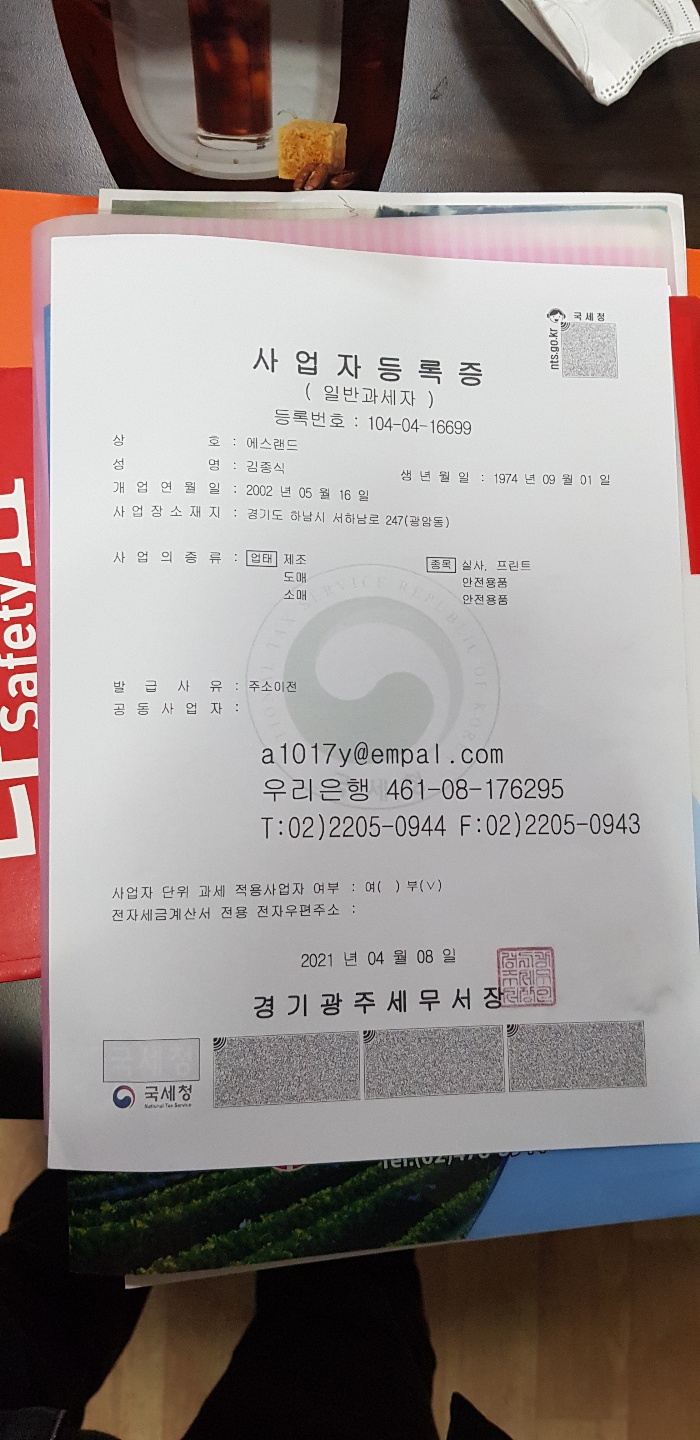 국세청
nts.go.kr
사업자등록증
( 일반과세자 )
등록번호 : 104-04-16699
상 호 : 에스랜드
성 명 : 김종식 생년월일 : 1974 년 09 월 01 일
개업연월일 : 2002 년 05 월 16 일
사업장소재지 : 경기도 하남시 서하남로 247(광암동)
사업의종류 : 업태 제조 종목 실사, 프린트
도매 안전용품
소매 안전용품
발급사유 : 주소이전
공동사업자 :
a1017y@empal.com
우리은행 461-08-176295
T:02)2205-0944 F:02)2205-0943
사업자 단위 과세 적용사업자 여부 : 여( ) 부(∨)
전자세금계산서 전용 전자우편주소 :
2021 년 04 월 08 일
경기광주세무서장
국세청
국세청
National Tax Service
Safety